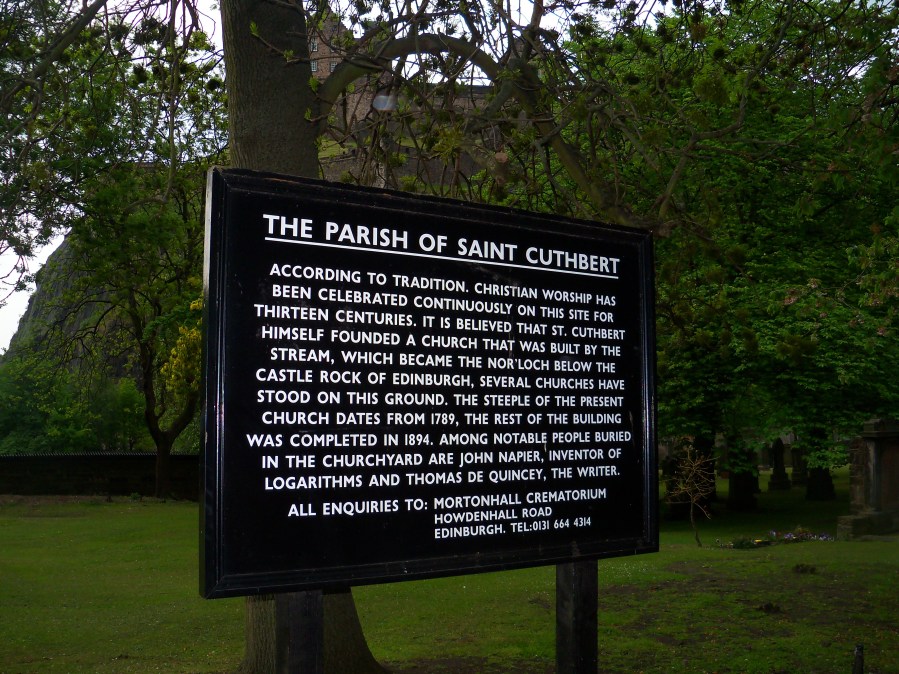 THE PARISH OF SAINT CUTHBERT
ACCORDING TO TRADITION. CHRISTIAN WORSHIP HAS
BEEN CELEBRATED CONTINUOUSLY ON THIS SITE FOR
THIRTEEN CENTURIES. IT IS BELIEVED THAT ST. CUTHBERT
HIMSELF FOUNDED A CHURCH THAT WAS BUILT BY THE
STREAM, WHICH BECAME THE NOR'LOCH BELOW THE
CASTLE ROCK OF EDINBURGH, SEVERAL CHURCHES HAVE
STOOD ON THIS GROUND. THE STEEPLE OF THE PRESENT
CHURCH DATES FROM 1789, THE REST OF THE BUILDING
WAS COMPLETED IN 1894. AMONG NOTABLE PEOPLE BURIED
IN THE CHURCHYARD ARE JOHN NAPIER, INVENTOR OF
LOGARITHMS AND THOMAS DE QUINCEY, THE WRITER.
ALL ENQUIRIES TO: MORTONHALL CREMATORIUM
HOWDENHALL ROAD
EDINBURGH. TEL:0131 664 4314